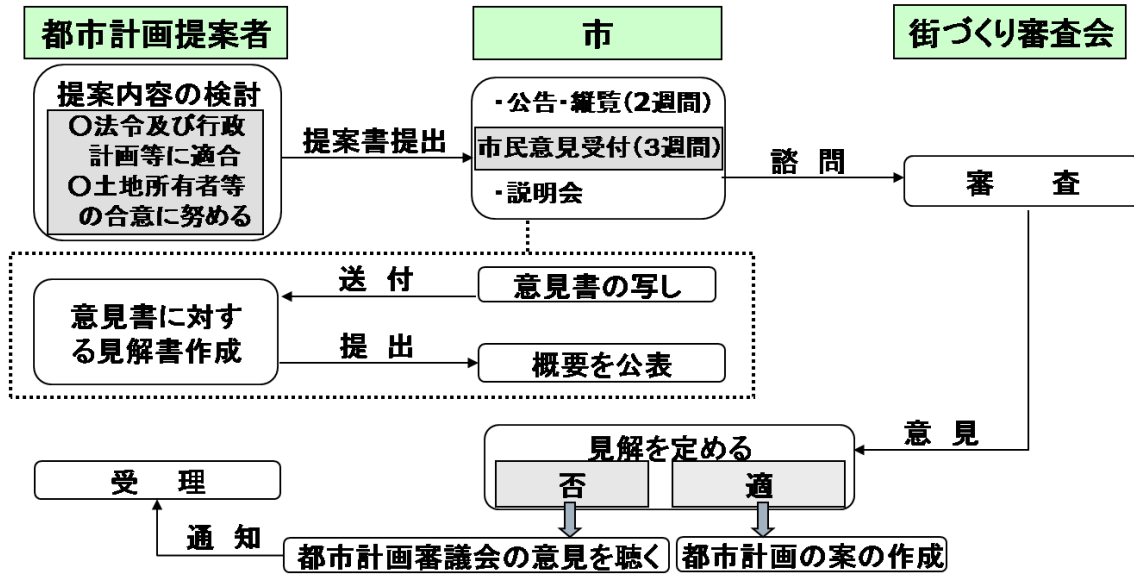 都市計画提案者
市
街づくり審査会
提案内容の検討
〇法令及び行政
計画等に適合
〇土地所有者等
の合意に努める
提案書提出
・公告・縦覧(2週間)
市民意見受付(3週間)
・説明会
諮 問
審 査
送 付
意見書の写し
意見書に対す
る見解書作成
提 出
概要を公表
意 見
見解を定める
否
適
受 理
通 知
都市計画審議会の意見を聴く
都市計画の案の作成